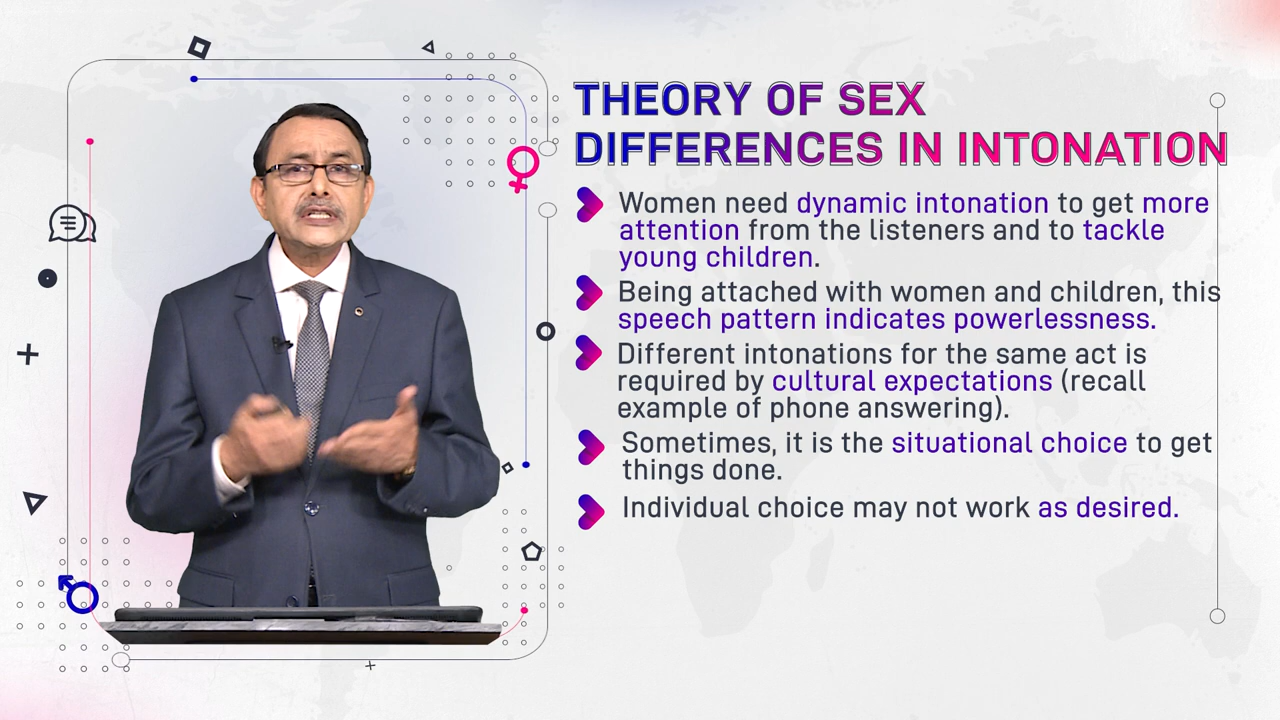 THEORY OF SEX
DIFFERENCES IN INTONATION
Women need dynamic intonation to get more
attention from the listeners and to tackle
young children.
Being attached with women and children, this
speech pattern indicates powerlessness.
Different intonations for the same act is
required by cultural expectations (recall
example of phone answering).
Sometimes, it is the situational choice to get
things done.
Individual choice may not work as desired.